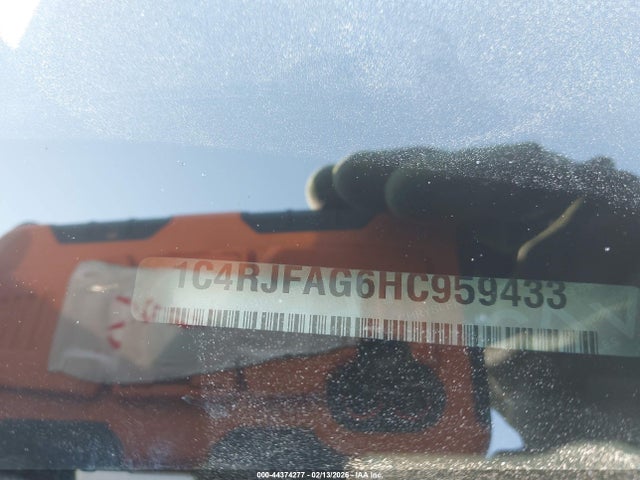 1C4RJFAG6HC959433
000-44374277 - 02/13/2026 - IAA Inc.